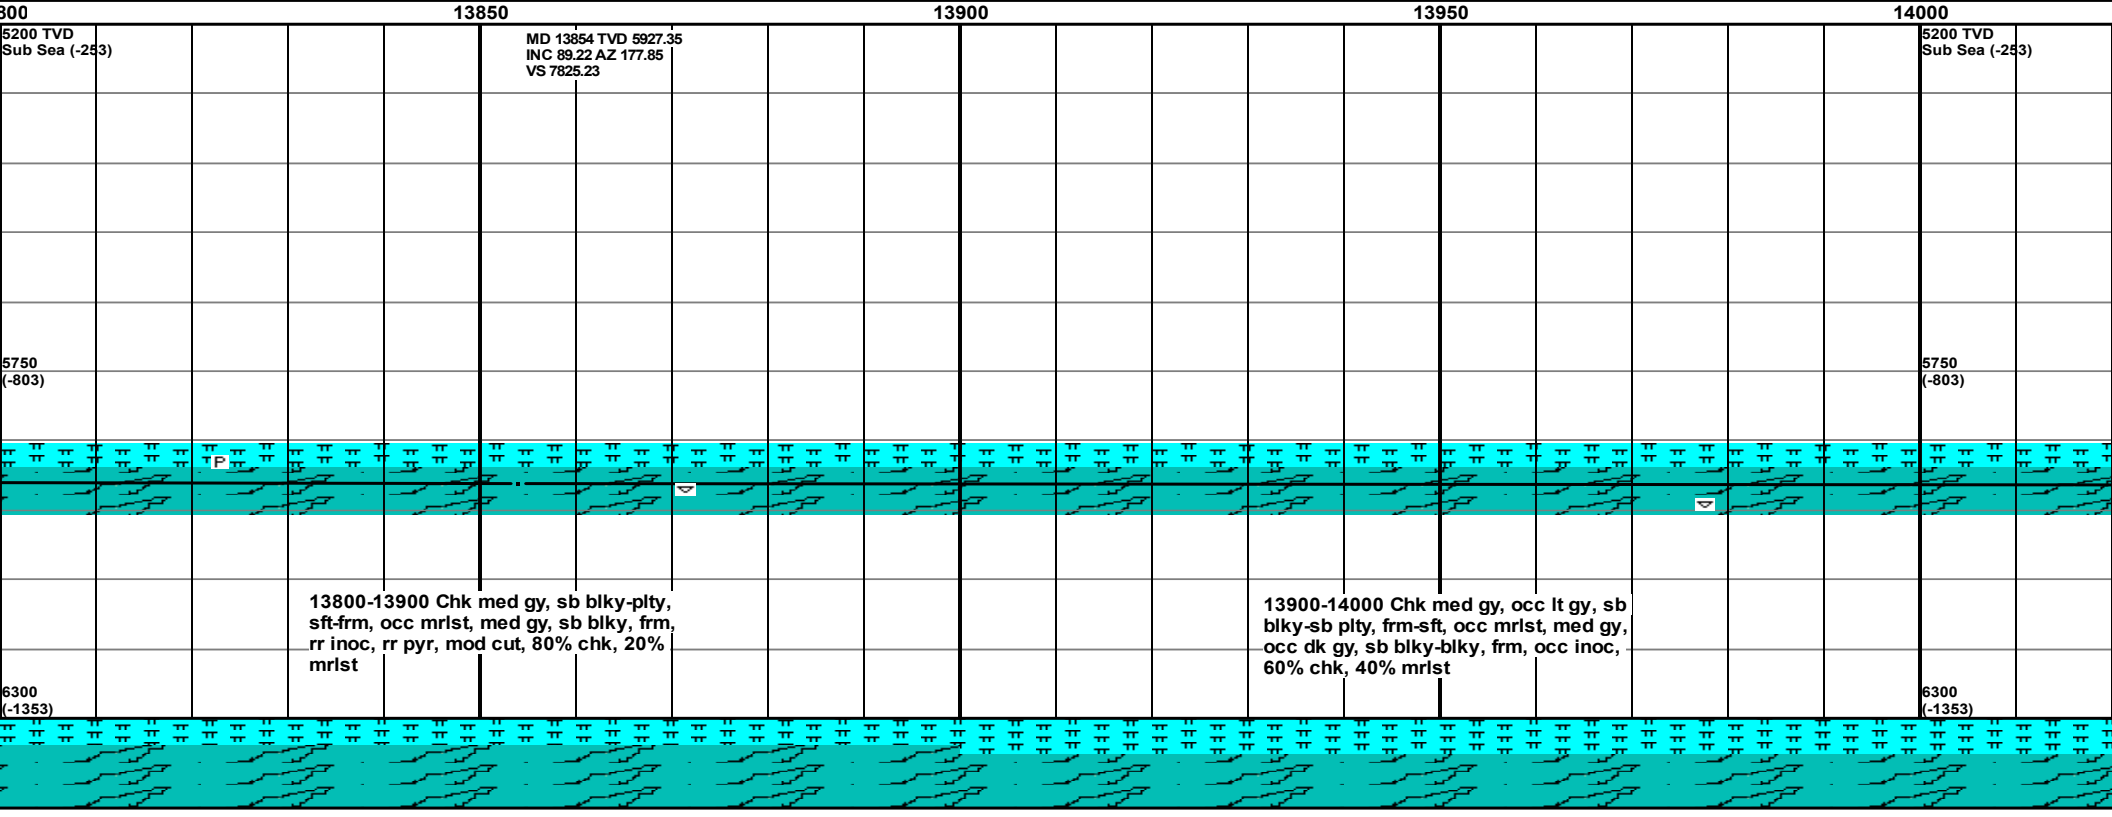 800 13850 13900 13950 14000
5200 TVD
Sub Sea (-253)
MD 13854 TVD 5927.35
INC 89.22 AZ 177.85
VS 7825.23
5200 TVD
Sub Sea (-253)
5750
(-803)
5750
(-803)
P
13800-13900 Chk med gy, sb blky-plty,
sft-frm, occ mrlst, med gy, sb blky, frm,
rr inoc, rr pyr, mod cut, 80% chk, 20%
mrlst
13900-14000 Chk med gy, occ lt gy, sb
blky-sb plty, frm-sft, occ mrlst, med gy,
occ dk gy, sb blky-blky, frm, occ inoc,
60% chk, 40% mrlst
6300
(-1353)
6300
(-1353)